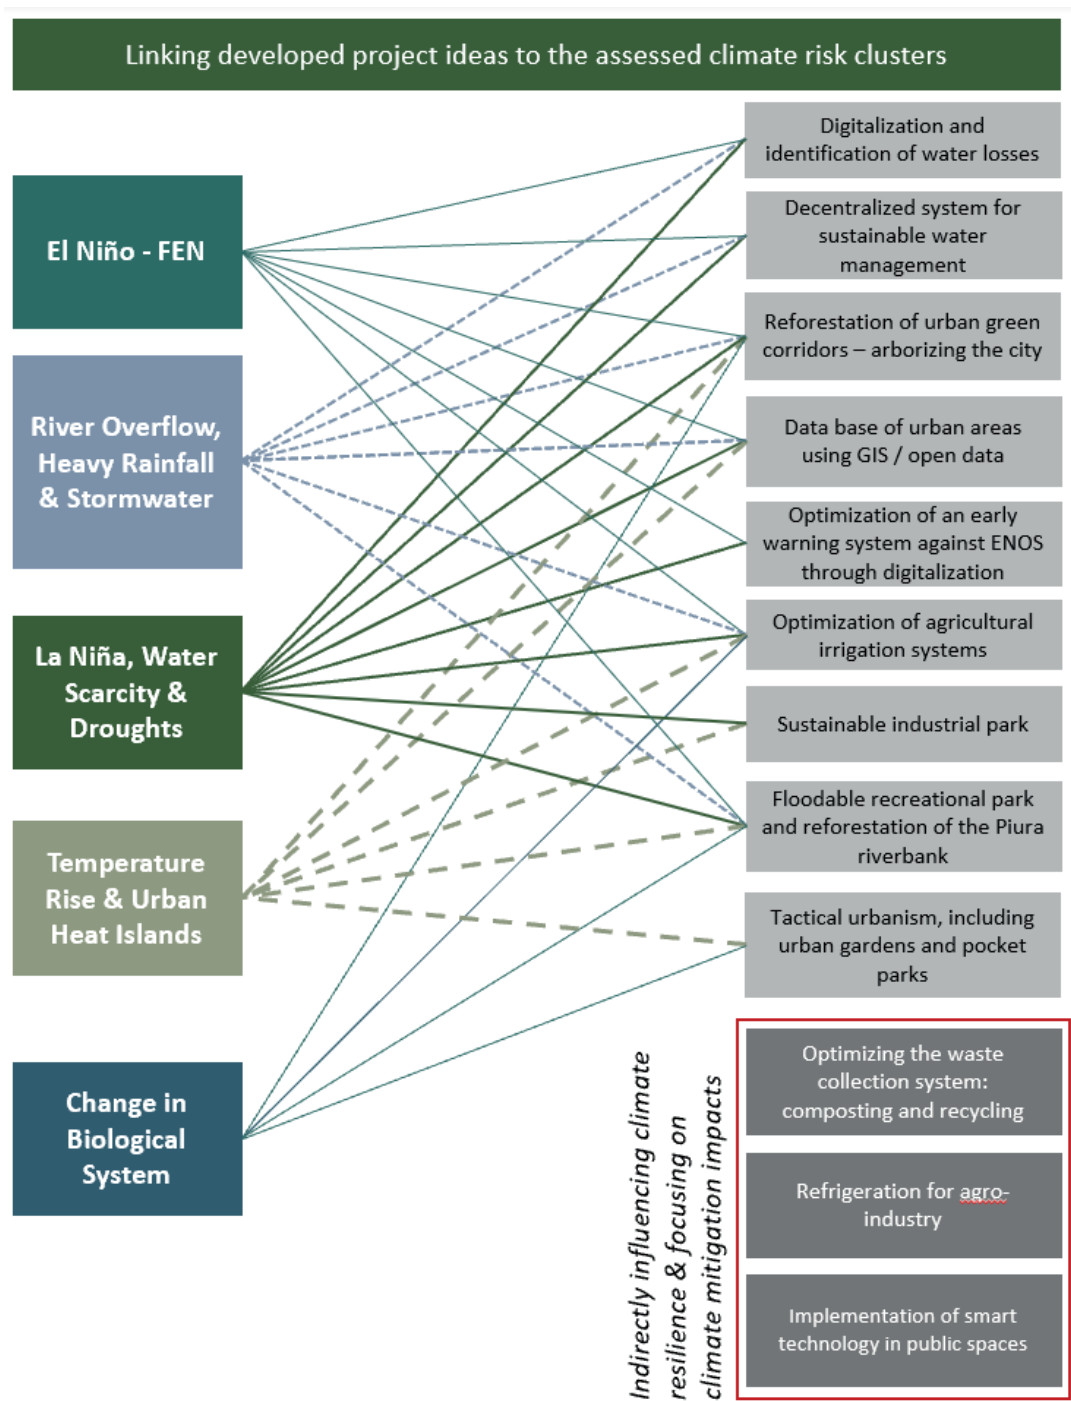 Linking developed project ideas to the assessed climate risk clusters
El Niño - FEN
River Overflow,
Heavy Rainfall
& Stormwater
La Niña, Water
Scarcity &
Droughts
Temperature
Rise & Urban
Heat Islands
Change in
Biological
System
Digitalization and
identification of water losses
Decentralized system for
sustainable water
management
Reforestation of urban green
corridors – arborizing the city
Data base of urban areas
using GIS / open data
Optimization of an early
warning system against ENOS
through digitalization
Optimization of agricultural
irrigation systems
Sustainable industrial park
Floodable recreational park
and reforestation of the Piura
riverbank
Tactical urbanism, including
urban gardens and pocket
parks
Indirectly influencing climate
resilience & focusing on
climate mitigation impacts
Optimizing the waste
collection system:
composting and recycling
Refrigeration for agro-
industry
Implementation of smart
technology in public spaces